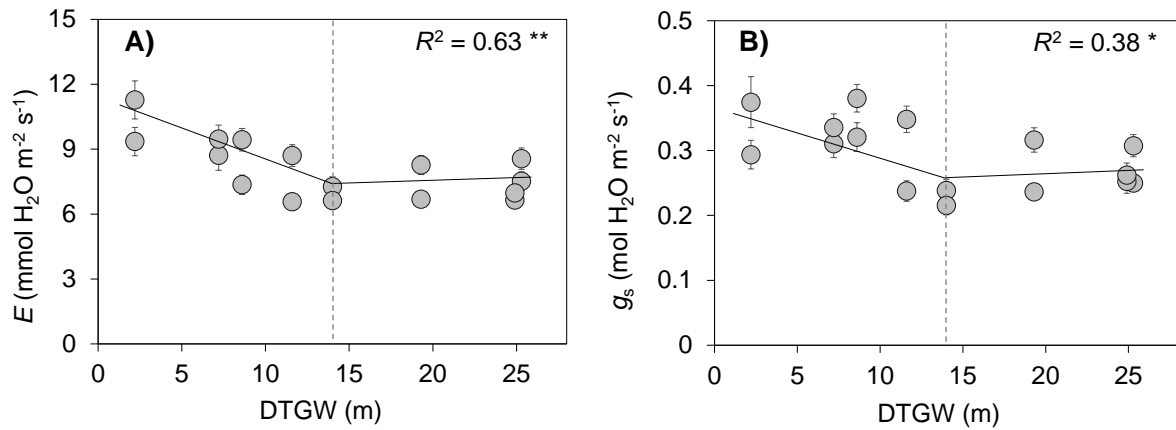 A)
R² = 0.63 **
E (mmol H₂O m⁻² s⁻¹)
15
12
9
6
3
0
0 5 10 15 20 25
DTGW (m)
B)
R² = 0.38 *
gₛ (mol H₂O m⁻² s⁻¹)
0.5
0.4
0.3
0.2
0.1
0
0 5 10 15 20 25
DTGW (m)